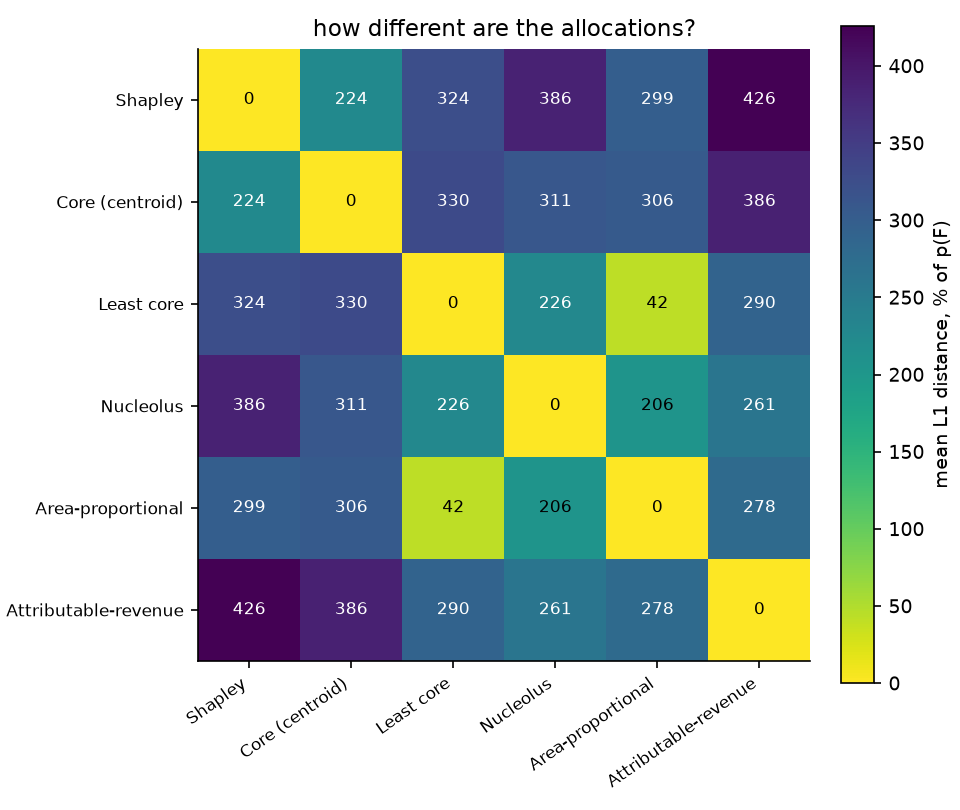 how different are the allocations?
Shapley 0 224 324 386 299 426
Core (centroid) 224 0 330 311 306 386
Least core 324 330 0 226 42 290
Nucleolus 386 311 226 0 206 261
Area-proportional 299 306 42 206 0 278
Attributable-revenue 426 386 290 261 278 0
Shapley
Core (centroid)
Least core
Nucleolus
Area-proportional
Attributable-revenue
400
350
300
250
200
150
100
50
0
mean L1 distance, % of p(F)